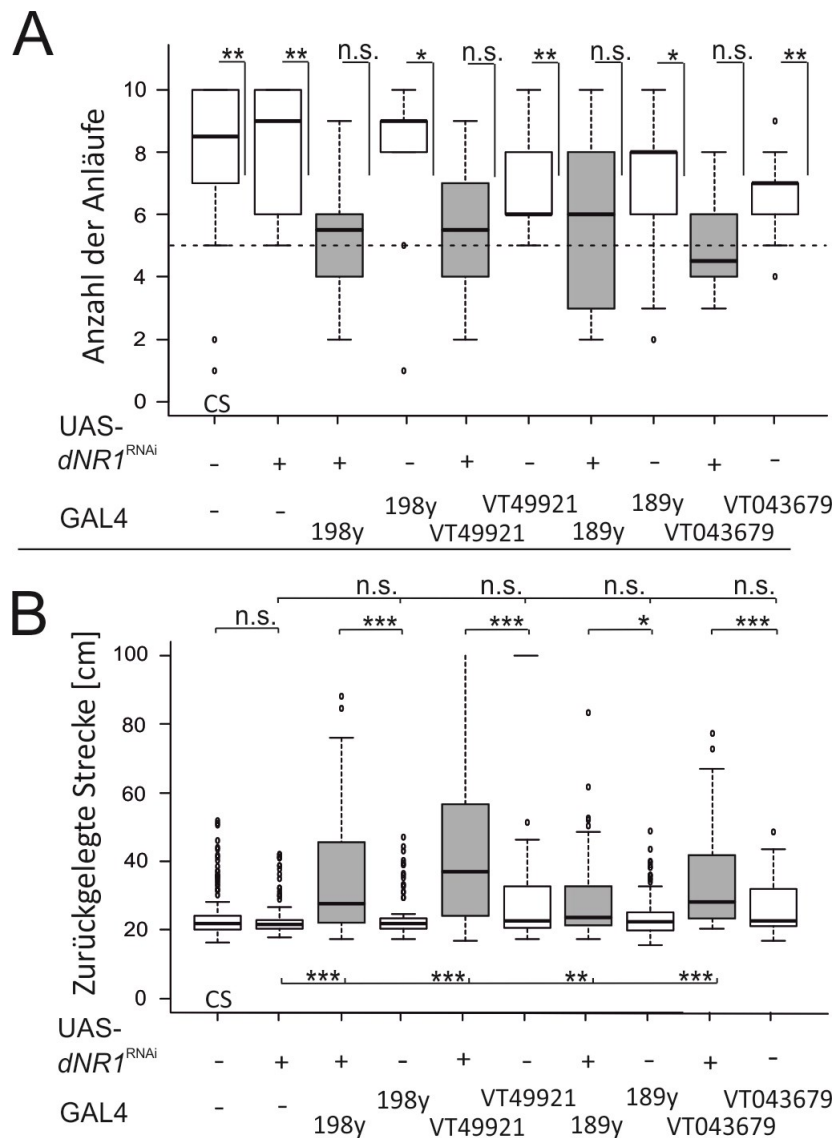 A
** ** n.s. * n.s. ** n.s. * n.s. **
Anzahl der Anläufe
10
8
6
4
2
0
CS
UAS-
dNR1RNAi
- + + - + - + - + -
GAL4
- - 198y 198y VT49921 VT49921 189y 189y VT043679 VT043679
B
n.s. n.s. n.s. n.s.
n.s. *** *** * ***
Zurückgelegte Strecke [cm]
100
80
60
40
20
0
CS
*** *** ** ***
UAS-
dNR1RNAi
- + + - + - + - + -
GAL4
- - 198y 198y VT49921 VT49921 189y 189y VT043679 VT043679